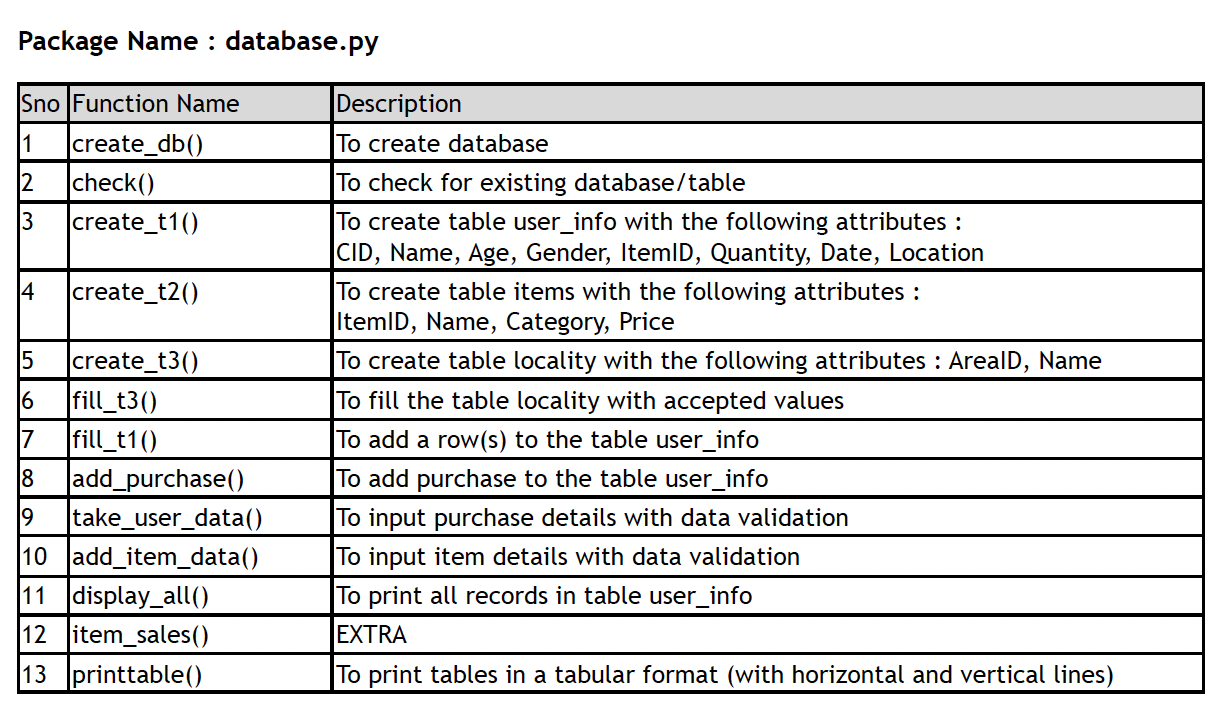 Package Name : database.py
Sno Function Name Description
1 create_db() To create database
2 check() To check for existing database/table
3 create_t1() To create table user_info with the following attributes :
CID, Name, Age, Gender, ItemID, Quantity, Date, Location
4 create_t2() To create table items with the following attributes :
ItemID, Name, Category, Price
5 create_t3() To create table locality with the following attributes : AreaID, Name
6 fill_t3() To fill the table locality with accepted values
7 fill_t1() To add a row(s) to the table user_info
8 add_purchase() To add purchase to the table user_info
9 take_user_data() To input purchase details with data validation
10 add_item_data() To input item details with data validation
11 display_all() To print all records in table user_info
12 item_sales() EXTRA
13 printtable() To print tables in a tabular format (with horizontal and vertical lines)